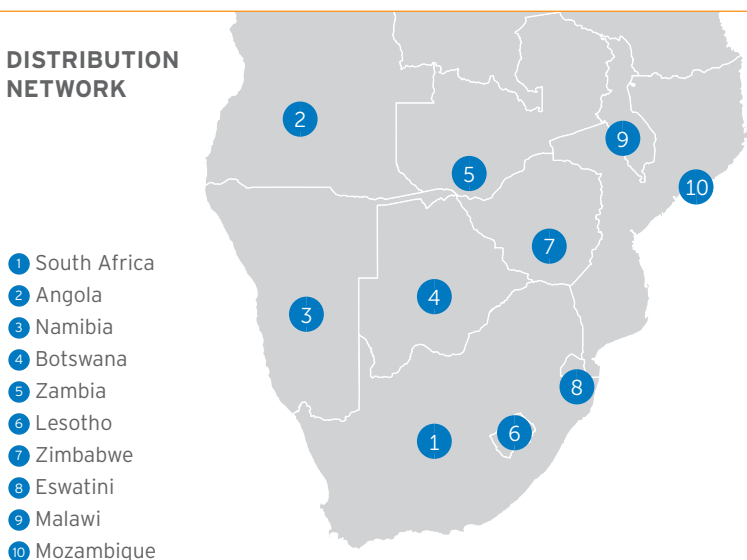 DISTRIBUTION
NETWORK
2
9
5
10
7
1 South Africa
2 Angola
3 Namibia
4 Botswana
5 Zambia
6 Lesotho
7 Zimbabwe
8 Eswatini
9 Malawi
10 Mozambique
4
3
8
6
1